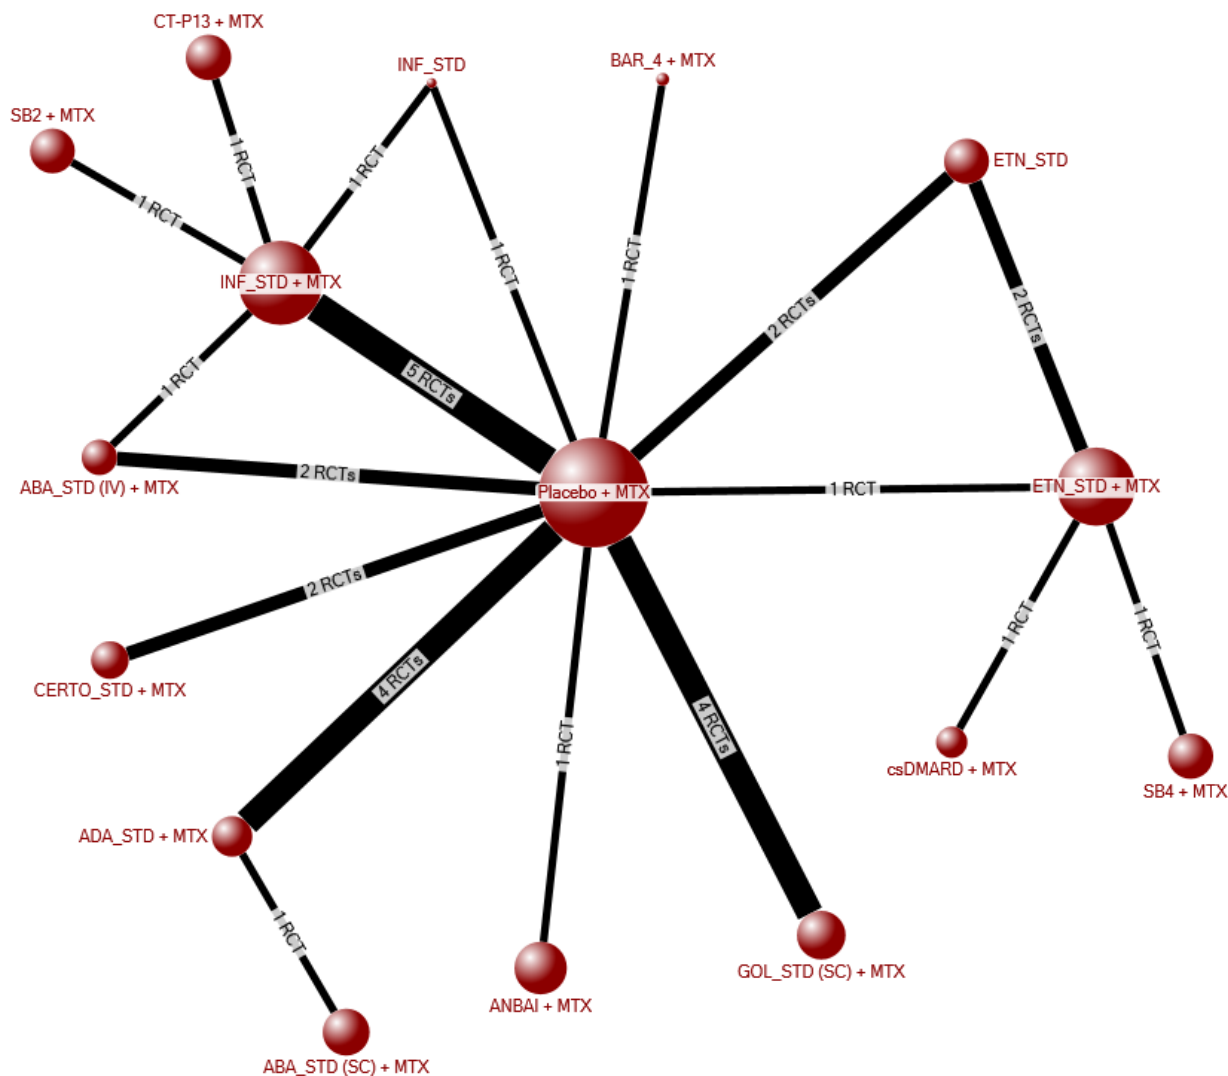 CT-P13 + MTX
INF_STD
BAR_4 + MTX
SB2 + MTX
1 RCT
1 RCT
ETN_STD
1 RCT
1 RCT
1 RCT
1 RCT
INF_STD + MTX
2 RCTs
2 RCTs
1 RCT
5 RCTs
2 RCTs
ABA_STD (IV) + MTX
Placebo + MTX
1 RCT
ETN_STD + MTX
2 RCTs
1 RCT
1 RCT
4 RCTs
CERTO_STD + MTX
4 RCTs
1 RCT
csDMARD + MTX
SB4 + MTX
ADA_STD + MTX
1 RCT
GOL_STD (SC) + MTX
ANBAI + MTX
ABA_STD (SC) + MTX